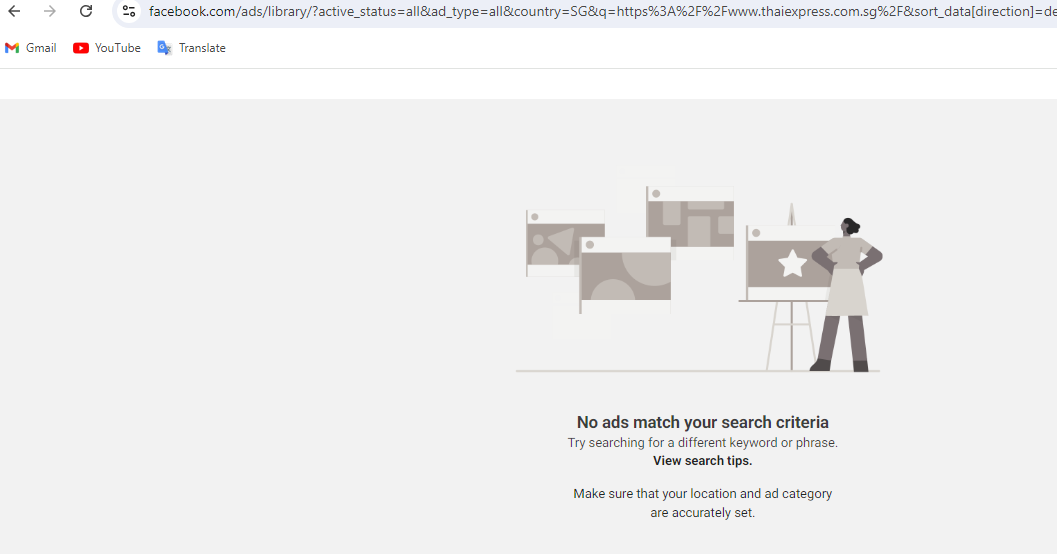 facebook.com/ads/library/?active_status=all&ad_type=all&country=SG&q=https%3A%2F%2Fwww.thaiexpress.com.sg%2F&sort_data[direction]=de
Gmail
YouTube
Translate
No ads match your search criteria
Try searching for a different keyword or phrase.
View search tips.
Make sure that your location and ad category
are accurately set.